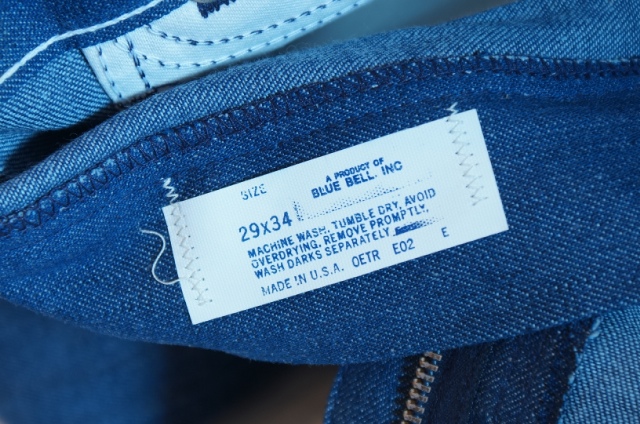 A PRODUCT OF
SIZE BLUE BELL, INC
29x34
MACHINE WASH, TUMBLE DRY, AVOID
OVERDRYING, REMOVE PROMPTLY,
WASH DARKS SEPARATELY
MADE IN U.S.A. OETR E02 E